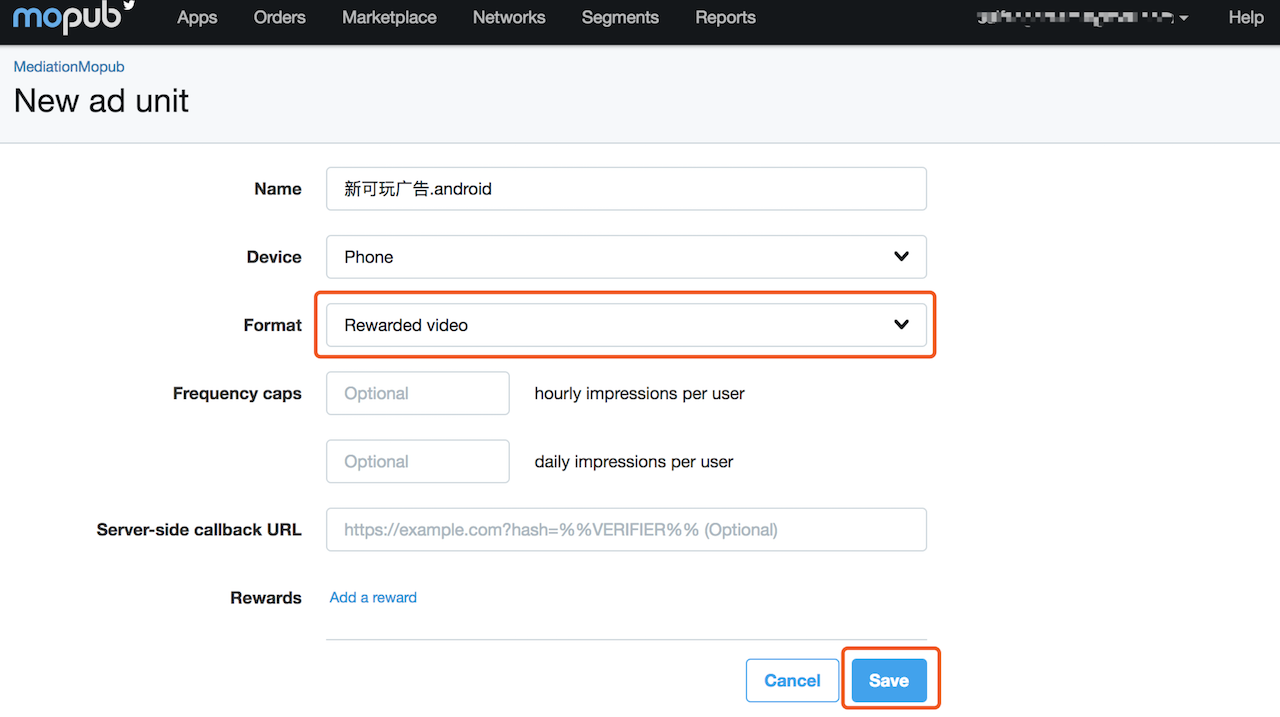 mopub Apps Orders Marketplace Networks Segments Reports Help
MediationMopub
New ad unit
Name 新可玩广告.android
Device Phone
Format Rewarded video
Frequency caps Optional hourly impressions per user
Optional daily impressions per user
Server-side callback URL https://example.com?hash=%%VERIFIER%% (Optional)
Rewards Add a reward
Cancel Save